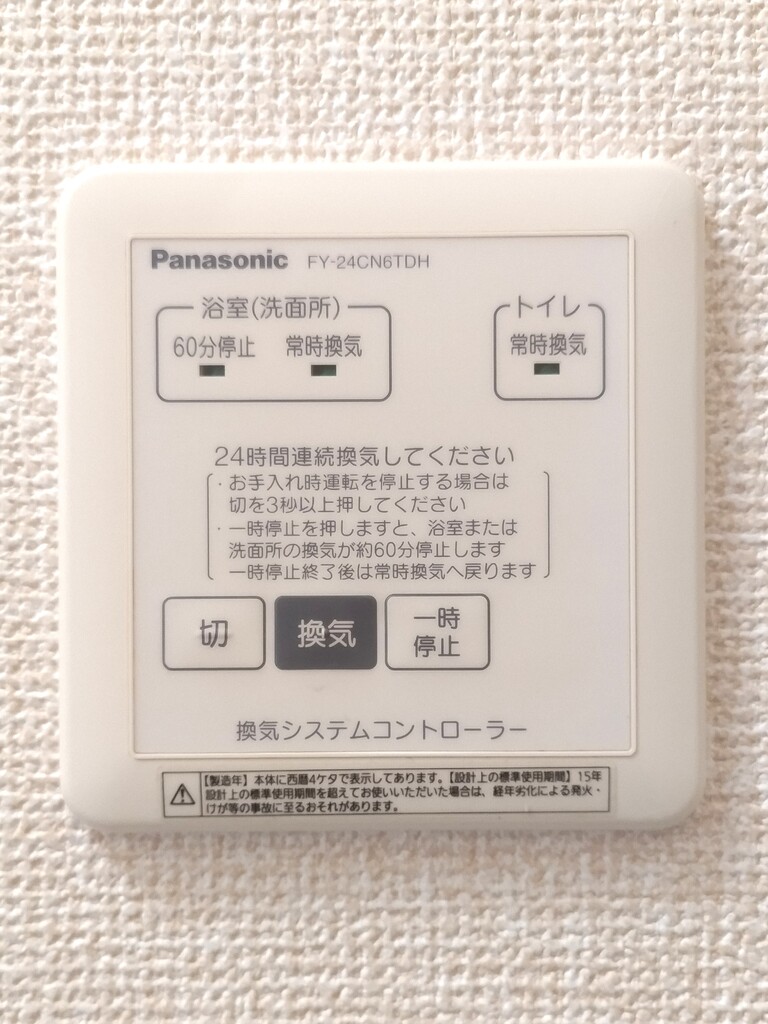 Panasonic FY-24CN6TDH
浴室(洗面所) トイレ
60分停止 常時換気 常時換気
24時間連続換気してください
・お手入れ時運転を停止する場合は
切を3秒以上押してください
・一時停止を押しますと、浴室または
洗面所の換気が約60分停止します
一時停止終了後は常時換気へ戻ります
切 換気 一時
停止
換気システムコントローラー
【製造年】本体に西暦4ケタで表示してあります。【設計上の標準使用期間】15年
設計上の標準使用期間を超えてお使いいただいた場合は、経年劣化による発火・
けが等の事故に至るおそれがあります。